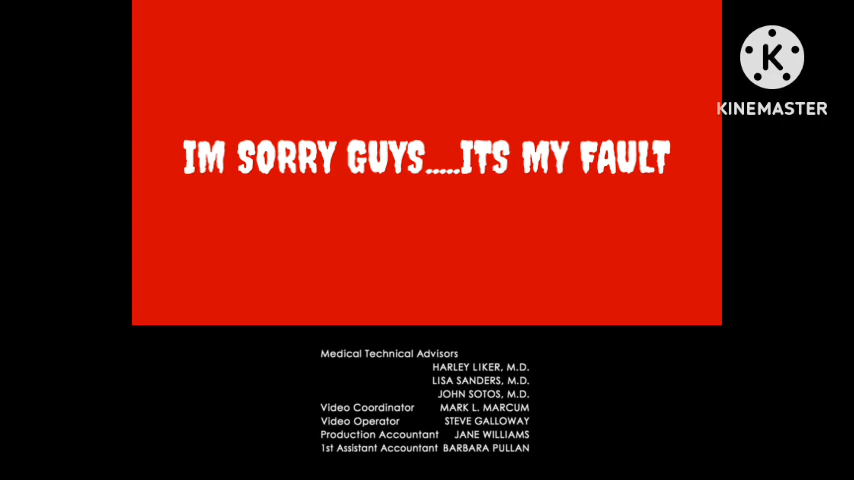 KINEMASTER
IM SORRY GUYS.....ITS MY FAULT
Medical Technical Advisors
HARLEY LIKER, M.D.
LISA SANDERS, M.D.
JOHN SOTOS, M.D.
Video Coordinator MARK L. MARCUM
Video Operator STEVE GALLOWAY
Production Accountant JANE WILLIAMS
1st Assistant Accountant BARBARA PULLAN